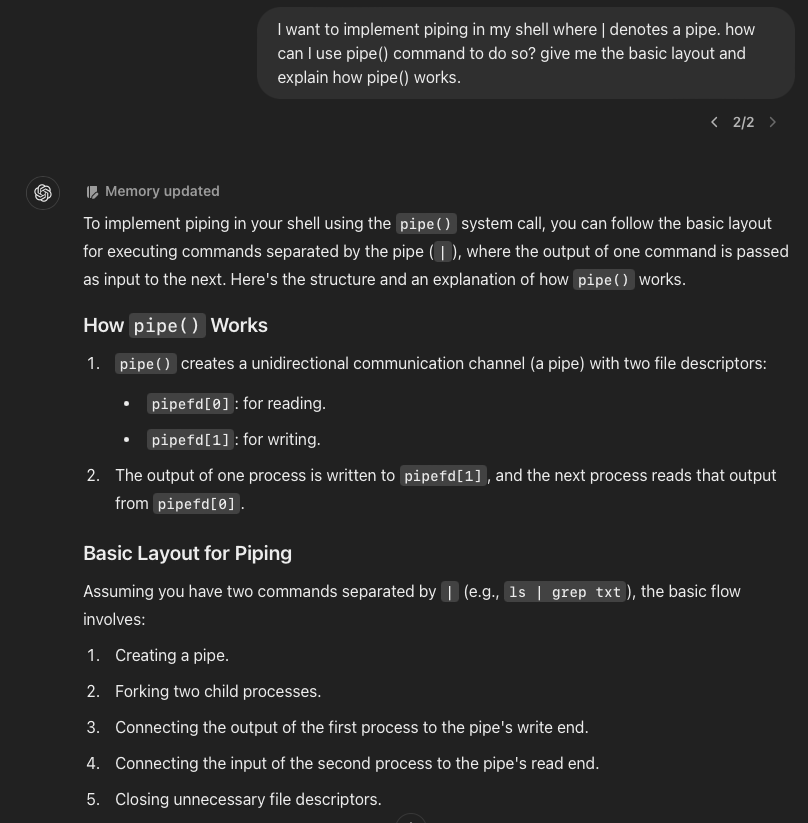 I want to implement piping in my shell where | denotes a pipe. how
can I use pipe() command to do so? give me the basic layout and
explain how pipe() works.
2/2
Memory updated
To implement piping in your shell using the pipe() system call, you can follow the basic layout
for executing commands separated by the pipe ( | ), where the output of one command is passed
as input to the next. Here's the structure and an explanation of how pipe() works.
How pipe() Works
1. pipe() creates a unidirectional communication channel (a pipe) with two file descriptors:
• pipefd[0] : for reading.
• pipefd[1] : for writing.
2. The output of one process is written to pipefd[1] , and the next process reads that output
from pipefd[0] .
Basic Layout for Piping
Assuming you have two commands separated by | (e.g., ls | grep txt ), the basic flow
involves:
1. Creating a pipe.
2. Forking two child processes.
3. Connecting the output of the first process to the pipe's write end.
4. Connecting the input of the second process to the pipe's read end.
5. Closing unnecessary file descriptors.